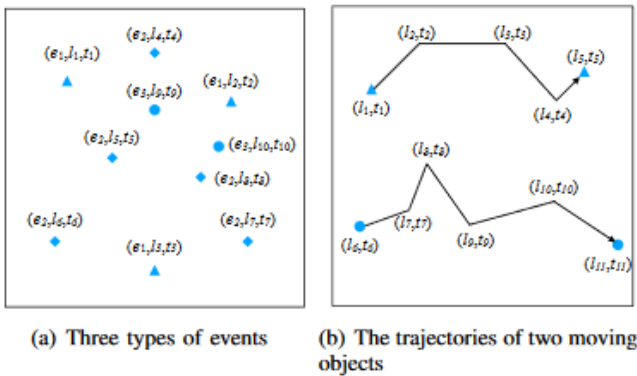 (e2,l4,t4)
(e1,l1,t1)
(e3,l9,t9)
(e1,l2,t2)
(e2,l5,t5)
(e3,l10,t10)
(e2,l8,t8)
(e2,l6,t6)
(e2,l7,t7)
(e1,l3,t3)
(a) Three types of events
(l2,t2)
(l3,t3)
(l5,t5)
(l1,t1)
(l4,t4)
(l8,t8)
(l10,t10)
(l7,t7)
(l6,t6)
(l9,t9)
(l11,t11)
(b) The trajectories of two moving
objects